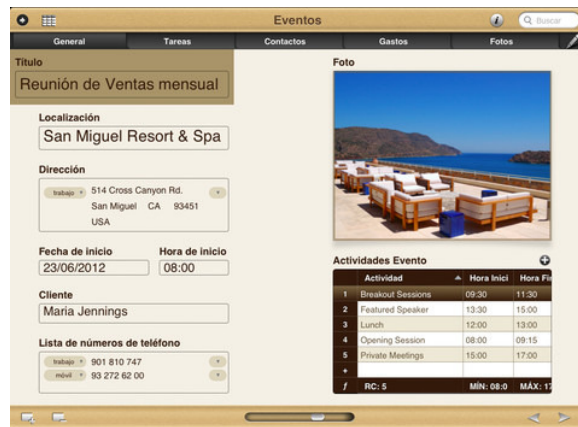 Eventos
Buscar
General Tareas Contactos Gastos Fotos
Título
Reunión de Ventas mensual
Localización
San Miguel Resort & Spa
Dirección
trabajo 514 Cross Canyon Rd.
San Miguel CA 93451
USA
Fecha de inicio Hora de inicio
23/06/2012 08:00
Cliente
Maria Jennings
Lista de números de teléfono
trabajo 901 810 747
móvil 93 272 62 00
Foto
Actividades Evento
Actividad Hora Inici Hora Fin
1 Breakout Sessions 09:30 11:30
2 Featured Speaker 13:30 15:00
3 Lunch 12:00 13:00
4 Opening Session 08:00 09:15
5 Private Meetings 15:00 17:00
+
f RC: 5 MÍN: 08:0 MÁX: 17